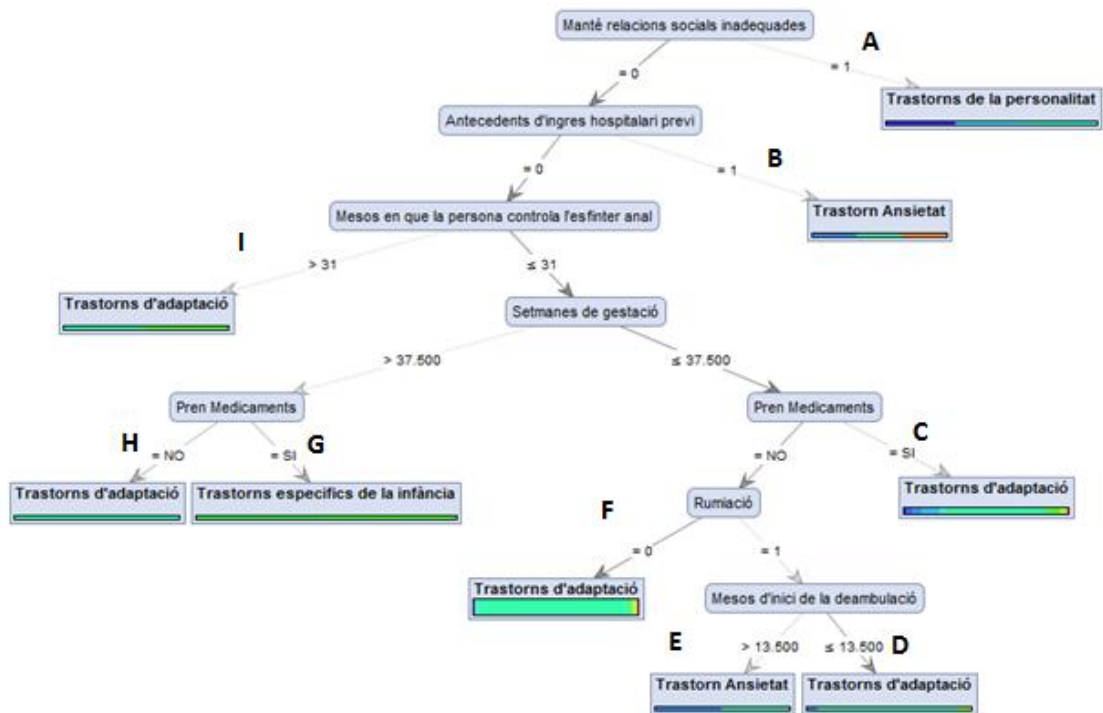 Manté relacions socials inadequades
A
= 0
= 1
Trastorns de la personalitat
Antecedents d'ingres hospitalari previ
B
= 0
= 1
Mesos en que la persona controla l'esfinter anal
Trastorn Ansietat
I
> 31
≤ 31
Trastorns d'adaptació
Setmanes de gestació
> 37.500
≤ 37.500
Pren Medicaments
Pren Medicaments
H
G
C
= NO
= SI
= NO
= SI
Trastorns d'adaptació
Trastorns especifics de la infància
Trastorns d'adaptació
Rumiació
F
= 0
= 1
Trastorns d'adaptació
Mesos d'inici de la deambulació
E
> 13.500
≤ 13.500
D
Trastorn Ansietat
Trastorns d'adaptació